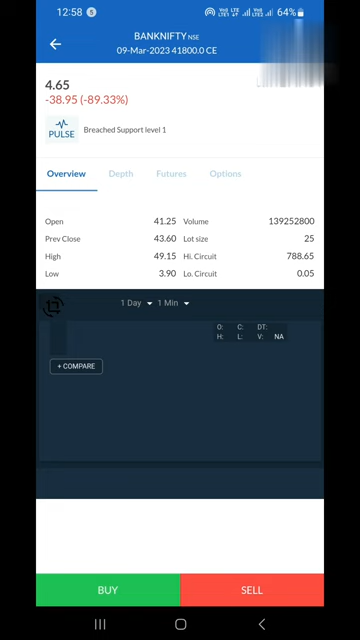 12:58 S VoLTE1 LTE VoLTE2 64%
BANKNIFTY NSE
09-Mar-2023 41800.0 CE
4.65
-38.95 (-89.33%)
PULSE Breached Support level 1
Overview Depth Futures Options
Open 41.25 Volume 139252800
Prev Close 43.60 Lot size 25
High 49.15 Hi. Circuit 788.65
Low 3.90 Lo. Circuit 0.05
1 Day 1 Min
O: C: DT:
H: L: V: NA
+ COMPARE
BUY SELL